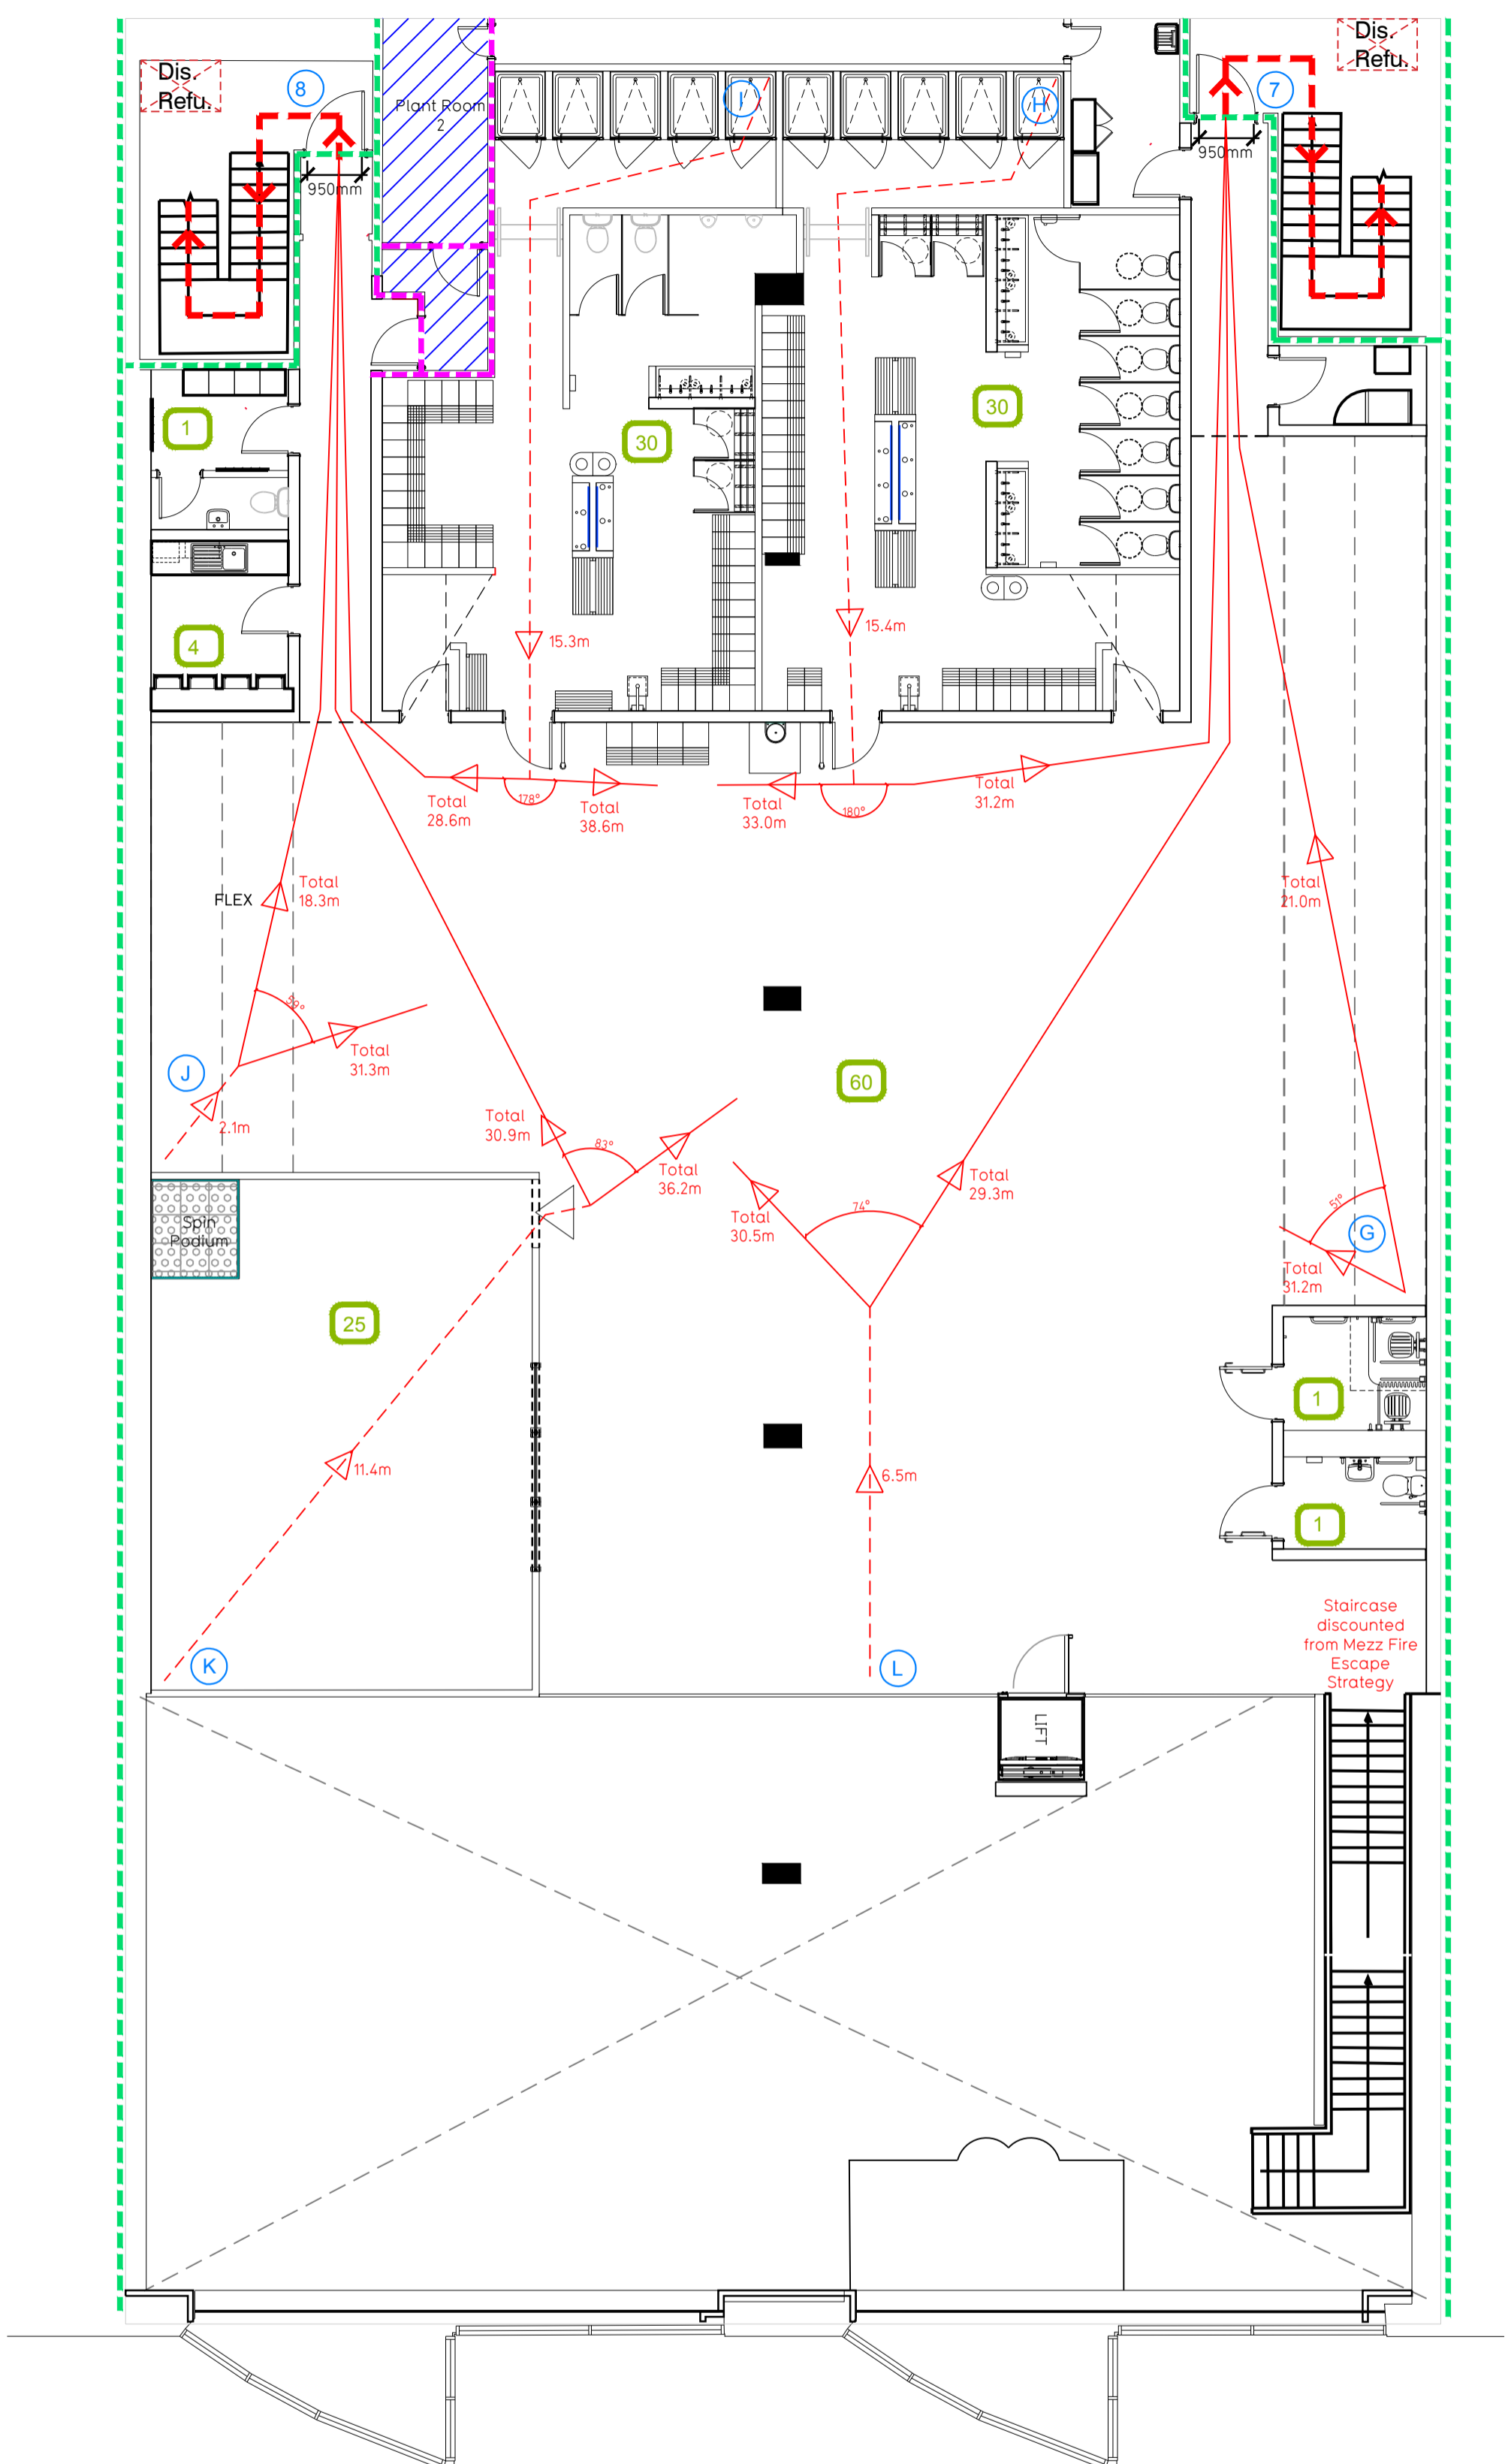 Dis.
Refu.
8
Plant Room
2
I
H
7
Dis.
Refu.
950mm
950mm
1
30
30
4
15.3m
15.4m
Total
28.6m
178°
Total
38.6m
Total
33.0m
180°
Total
31.2m
FLEX
Total
18.3m
Total
21.0m
59°
J
Total
31.3m
2.1m
60
Total
30.9m
83°
Total
36.2m
Total
30.5m
74°
Total
29.3m
51°
G
Total
31.2m
Spin
Podium
25
1
11.4m
6.5m
1
Staircase
discounted
from Mezz Fire
Escape
Strategy
K
L
LIFT